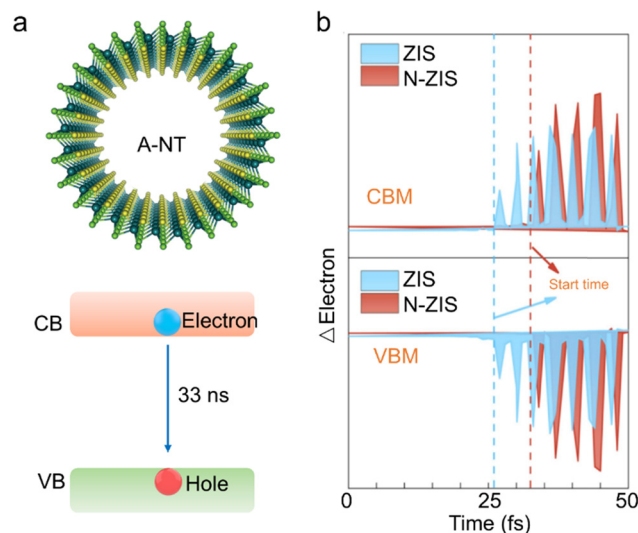 a
A-NT
CB
Electron
33 ns
VB
Hole
b
ZIS
N-ZIS
CBM
Start time
ZIS
N-ZIS
VBM
△ Electron
0
25
50
Time (fs)